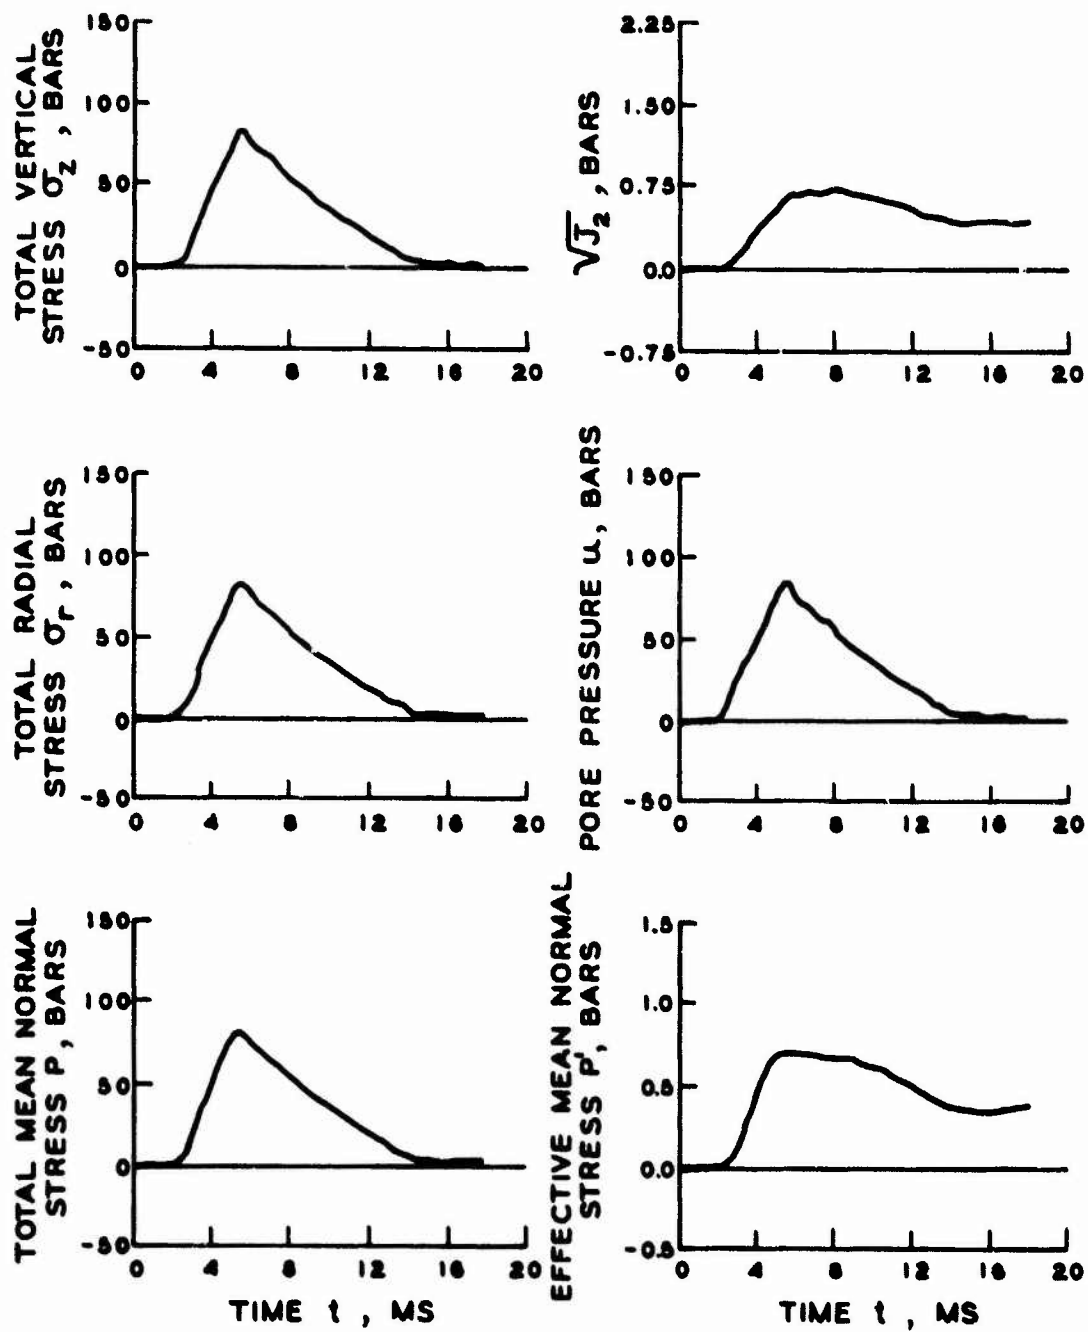 TOTAL VERTICAL
STRESS σz , BARS
150
100
50
0
-50
0 4 8 12 16 20
√J2 , BARS
2.25
1.50
0.75
0.0
-0.75
0 4 8 12 16 20
TOTAL RADIAL
STRESS σr , BARS
150
100
50
0
-50
0 4 8 12 16 20
PORE PRESSURE u, BARS
150
100
50
0
-50
0 4 8 12 16 20
TOTAL MEAN NORMAL
STRESS P, BARS
150
100
50
0
-50
0 4 8 12 16 20
TIME t , MS
EFFECTIVE MEAN NORMAL
STRESS P', BARS
1.5
1.0
0.5
0.0
-0.5
0 4 8 12 16 20
TIME t , MS